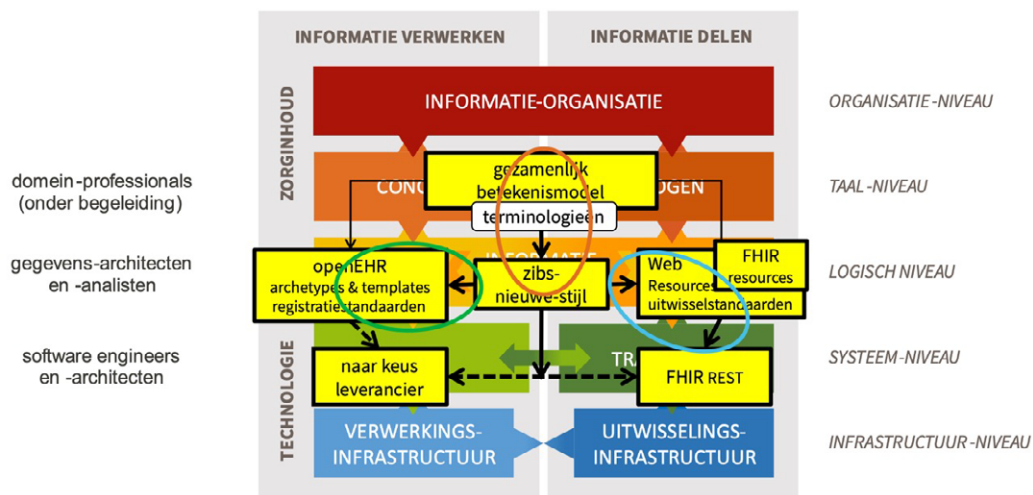 INFORMATIE VERWERKEN
INFORMATIE DELEN
ZORGINHOUD
INFORMATIE-ORGANISATIE
ORGANISATIE-NIVEAU
domein-professionals
(onder begeleiding)
gezamenlijk
betekenismodel
terminologieën
TAAL-NIVEAU
gegevens-architecten
en -analisten
openEHR
archetypes & templates
registratiestandaarden
zibs-
nieuwe-stijl
Web
Resources
uitwisselstandaarden
FHIR
resources
LOGISCH NIVEAU
software engineers
en -architecten
TECHNOLOGIE
naar keus
leverancier
FHIR REST
SYSTEEM-NIVEAU
VERWERKINGS-
INFRASTRUCTUUR
UITWISSELINGS-
INFRASTRUCTUUR
INFRASTRUCTUUR-NIVEAU